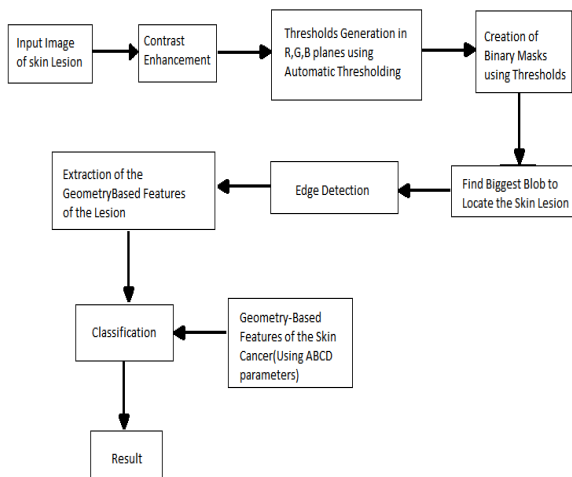 Input Image
of skin Lesion
Contrast
Enhancement
Thresholds Generation in
R,G,B planes using
Automatic Thresholding
Creation of
Binary Masks
using Thresholds
Find Biggest Blob to
Locate the Skin Lesion
Edge Detection
Extraction of the
GeometryBased Features
of the Lesion
Classification
Geometry-Based
Features of the Skin
Cancer(Using ABCD
parameters)
Result